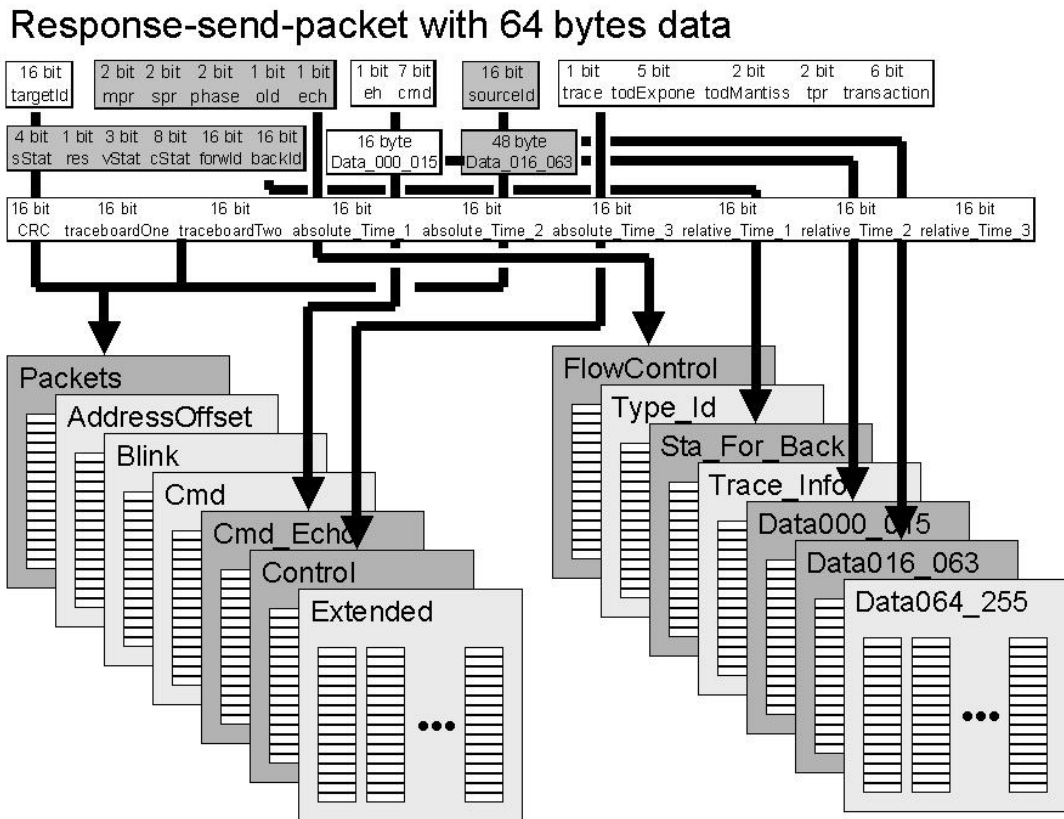 Response-send-packet with 64 bytes data
16 bit 2 bit 2 bit 2 bit 1 bit 1 bit 1 bit 7 bit 16 bit 1 bit 5 bit 2 bit 2 bit 6 bit
targetId mpr spr phase old ech eh cmd sourceId trace todExpone todMantiss tpr transaction
4 bit 1 bit 3 bit 8 bit 16 bit 16 bit 16 byte 48 byte
sStat res vStat cStat forwId backId Data_000_015 Data_016_063
16 bit 16 bit 16 bit 16 bit 16 bit 16 bit 16 bit 16 bit 16 bit
CRC traceboardOne traceboardTwo absolute_Time_1 absolute_Time_2 absolute_Time_3 relative_Time_1 relative_Time_2 relative_Time_3
Packets
AddressOffset
Blink
Cmd
Cmd_Echo
Control
Extended
•••
FlowControl
Type_Id
Sta_For_Back
Trace_Info
Data000_015
Data016_063
Data064_255
•••